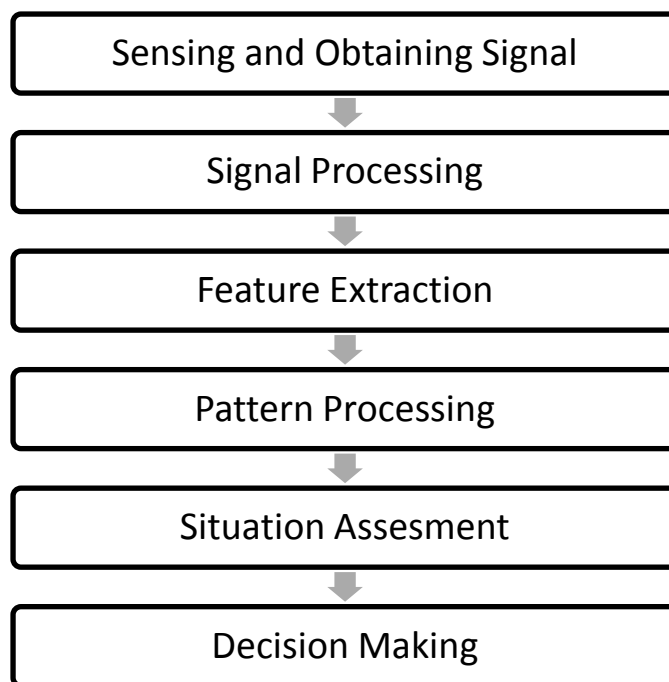 Sensing and Obtaining Signal
Signal Processing
Feature Extraction
Pattern Processing
Situation Assesment
Decision Making